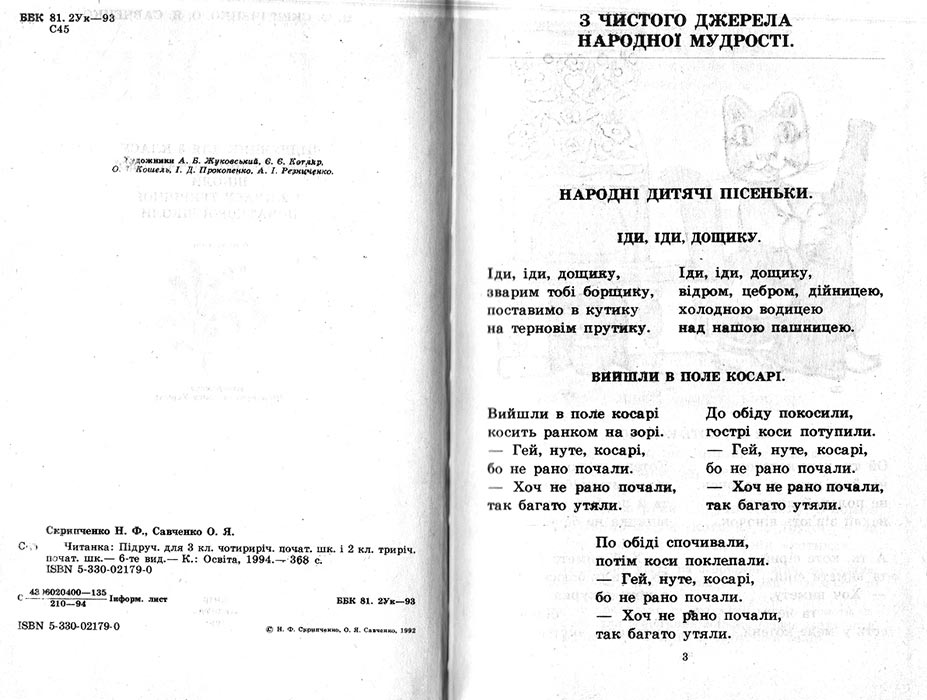 ББК 81. 2Ук—93
С45
Художники А. Б. Жуковський, Є. Є. Котляр,
О. Кошель, І. Д. Прокопенко, А. І. Резниченко.
Скрипченко Н. Ф., Савченко О. Я.
Читанка: Підруч. для 3 кл. чотириріч. почат. шк. і 2 кл. триріч.
почат. шк.— 6-те вид.— К.: Освіта, 1994.— 368 с.
ISBN 5-330-02179-0
С 4306020400—135
210—94
Інформ. лист
ББК 81. 2Ук—93
ISBN 5-330-02179-0
© Н. Ф. Скрипченко, О. Я. Савченко, 1992
З ЧИСТОГО ДЖЕРЕЛА
НАРОДНОЇ МУДРОСТІ.
НАРОДНІ ДИТЯЧІ ПІСЕНЬКИ.
ІДИ, ІДИ, ДОЩИКУ.
Іди, іди, дощику,
зварим тобі борщику,
поставимо в кутику
на терновім прутику.
Іди, іди, дощику,
відром, цебром, дійницею,
холодною водицею
над нашою пашницею.
ВИЙШЛИ В ПОЛЕ КОСАРІ.
Вийшли в поле косарі
косить ранком на зорі.
— Гей, нуте, косарі,
бо не рано почали.
— Хоч не рано почали,
так багато утяли.
До обіду покосили,
гострі коси потупили.
— Гей, нуте, косарі,
бо не рано почали.
— Хоч не рано почали,
так багато утяли.
По обіді спочивали,
потім коси поклепали.
— Гей, нуте, косарі,
бо не рано почали.
— Хоч не рано почали,
так багато утяли.
3